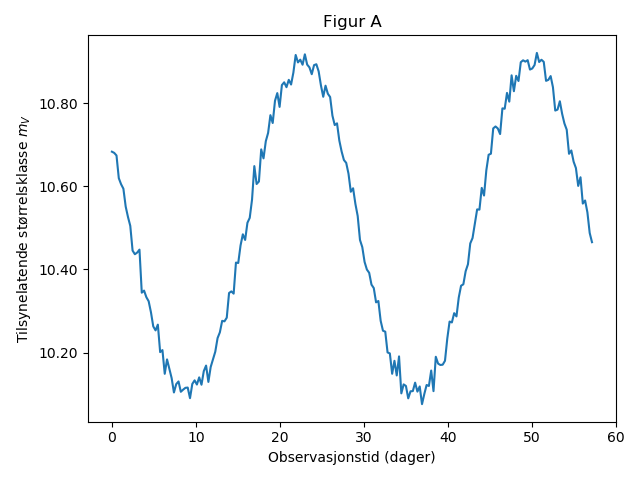 Figur A
Tilsynelatende størrelsklasse $m_V$
10.80
10.60
10.40
10.20
0 10 20 30 40 50 60
Observasjonstid (dager)